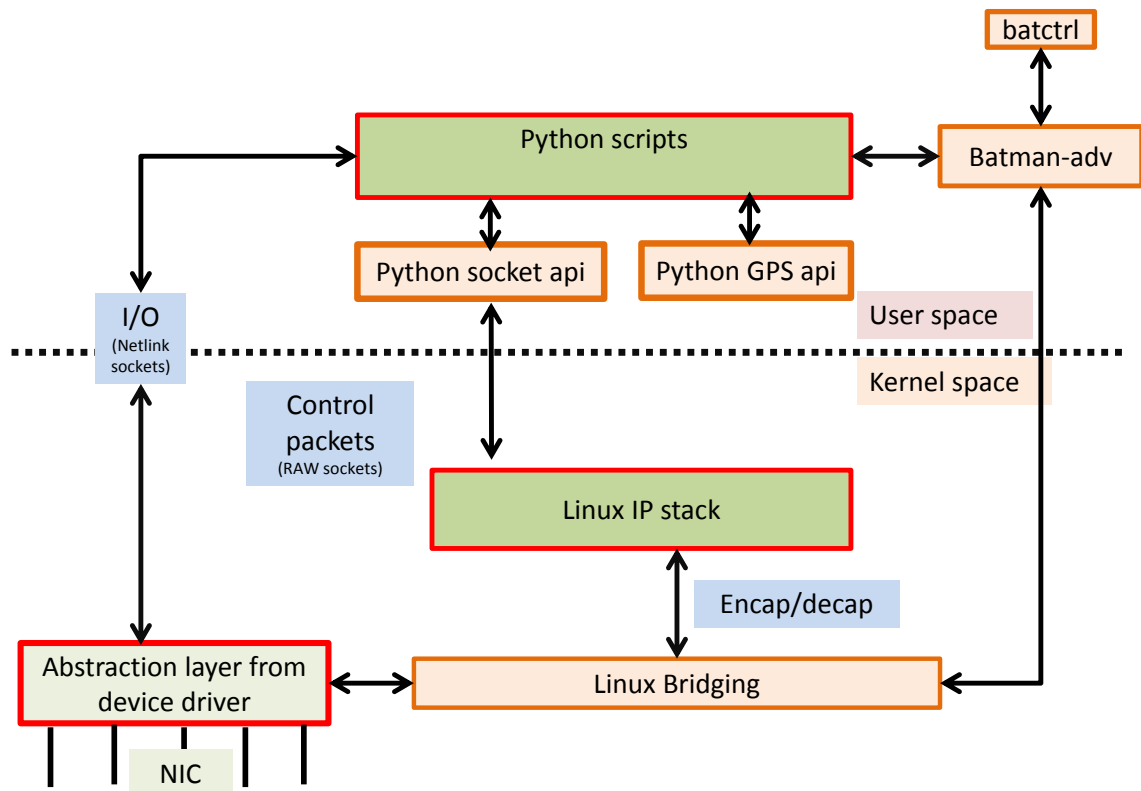 batctrl
Python scripts
Batman-adv
Python socket api
Python GPS api
I/O
(Netlink
sockets)
User space
Kernel space
Control
packets
(RAW sockets)
Linux IP stack
Encap/decap
Abstraction layer from
device driver
Linux Bridging
NIC